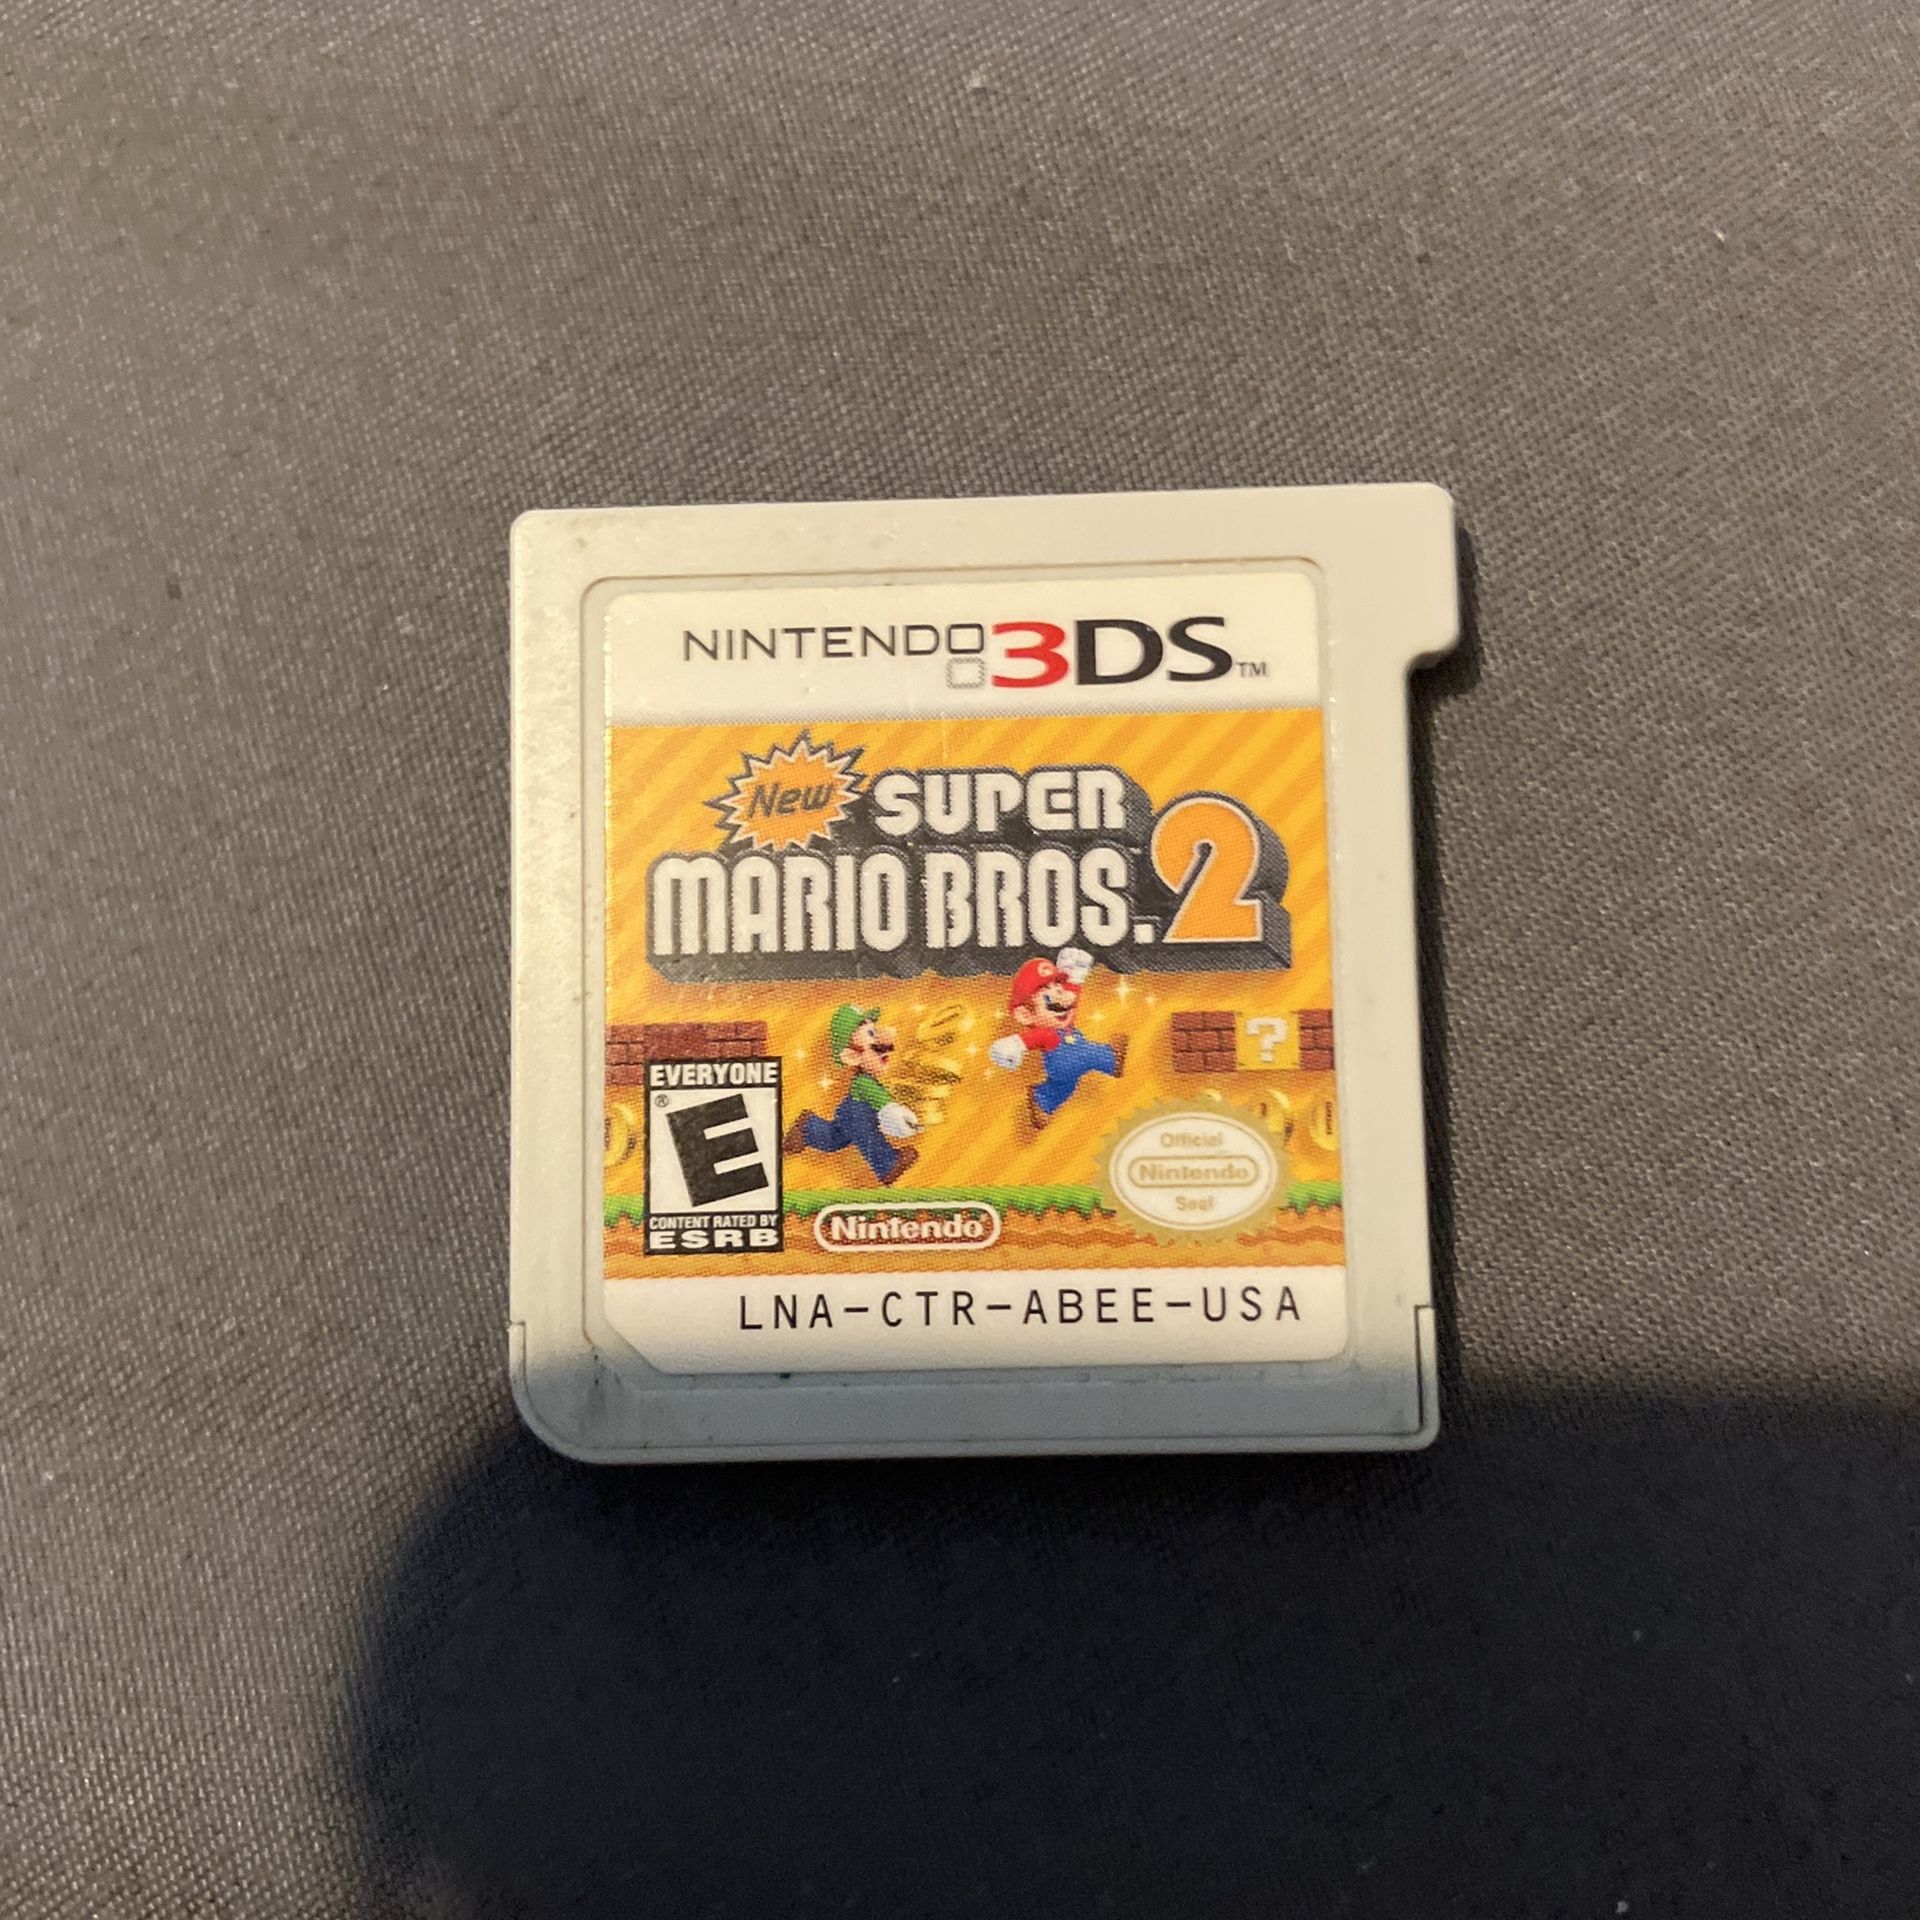 NINTENDO 3DS™
New SUPER
MARIO BROS. 2
?
EVERYONE
E®
CONTENT RATED BY
ESRB
Nintendo®
Official
Nintendo
Seal
LNA-CTR-ABEE-USA